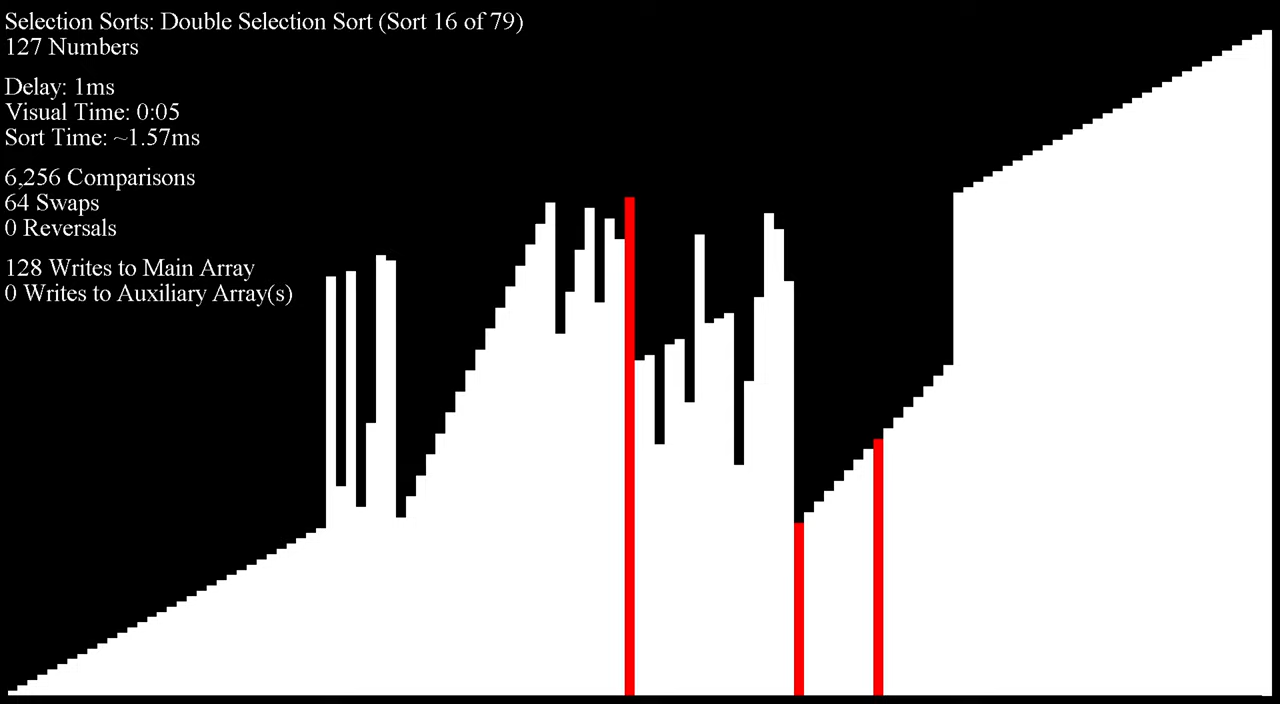 Selection Sorts: Double Selection Sort (Sort 16 of 79)
127 Numbers
Delay: 1ms
Visual Time: 0:05
Sort Time: ~1.57ms
6,256 Comparisons
64 Swaps
0 Reversals
128 Writes to Main Array
0 Writes to Auxiliary Array(s)